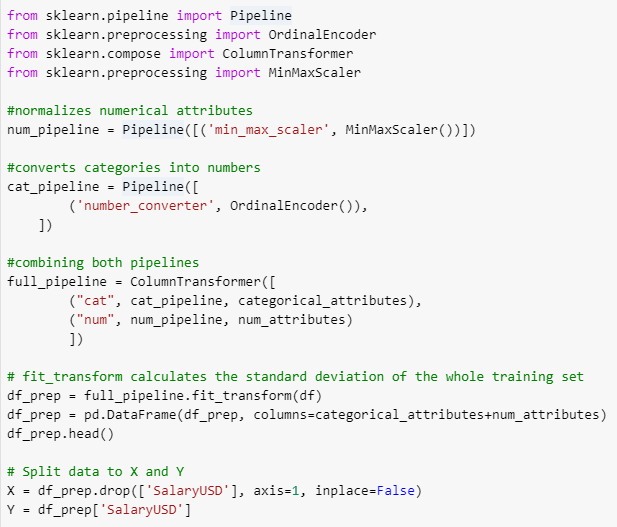 from sklearn.pipeline import Pipeline
from sklearn.preprocessing import OrdinalEncoder
from sklearn.compose import ColumnTransformer
from sklearn.preprocessing import MinMaxScaler

#normalizes numerical attributes
num_pipeline = Pipeline([('min_max_scaler', MinMaxScaler())])

#converts categories into numbers
cat_pipeline = Pipeline([
        ('number_converter', OrdinalEncoder()),
    ])

#combining both pipelines
full_pipeline = ColumnTransformer([
        ("cat", cat_pipeline, categorical_attributes),
        ("num", num_pipeline, num_attributes)
        ])

# fit_transform calculates the standard deviation of the whole training set
df_prep = full_pipeline.fit_transform(df)
df_prep = pd.DataFrame(df_prep, columns=categorical_attributes+num_attributes)
df_prep.head()

# Split data to X and Y
X = df_prep.drop(['SalaryUSD'], axis=1, inplace=False)
Y = df_prep['SalaryUSD']